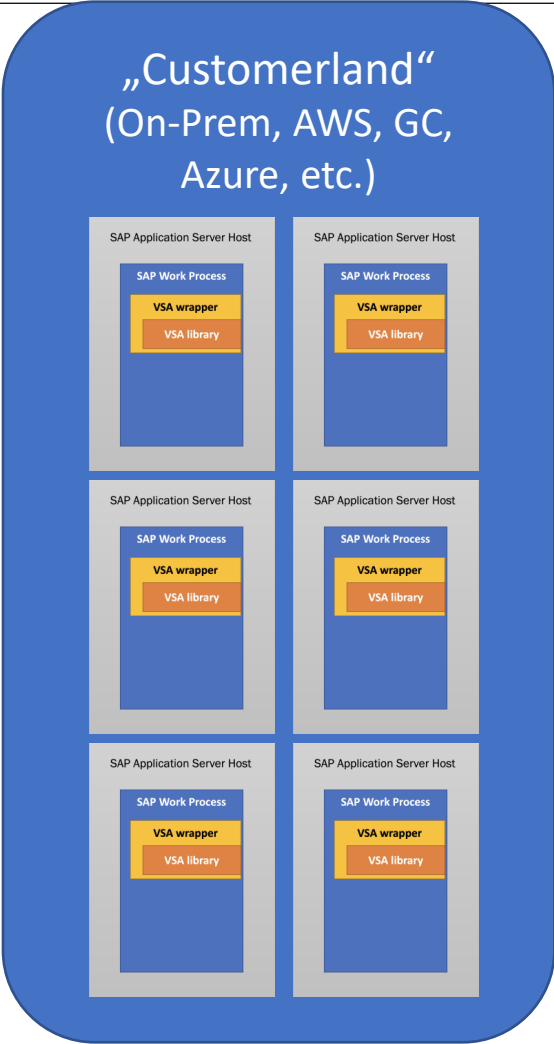 „Customerland“
(On-Prem, AWS, GC,
Azure, etc.)
SAP Application Server Host
SAP Work Process
VSA wrapper
VSA library
SAP Application Server Host
SAP Work Process
VSA wrapper
VSA library
SAP Application Server Host
SAP Work Process
VSA wrapper
VSA library
SAP Application Server Host
SAP Work Process
VSA wrapper
VSA library
SAP Application Server Host
SAP Work Process
VSA wrapper
VSA library
SAP Application Server Host
SAP Work Process
VSA wrapper
VSA library